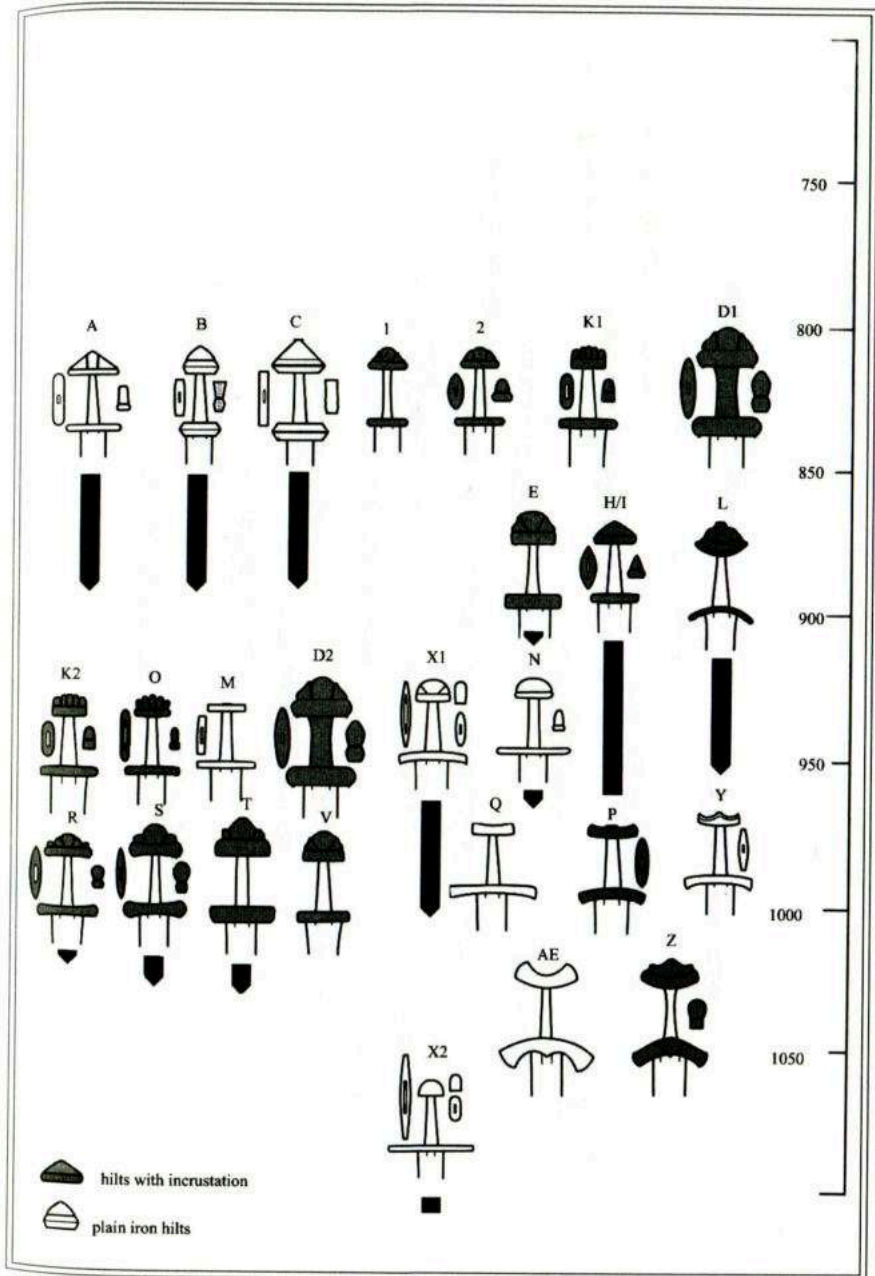 750
D1
800
A B C 1 2 K1
850
E H/I L
900
K2 O M D2 X1 N
950
R S T V Q P Y
1000
AE Z
1050
X2
hilts with incrustation
plain iron hilts